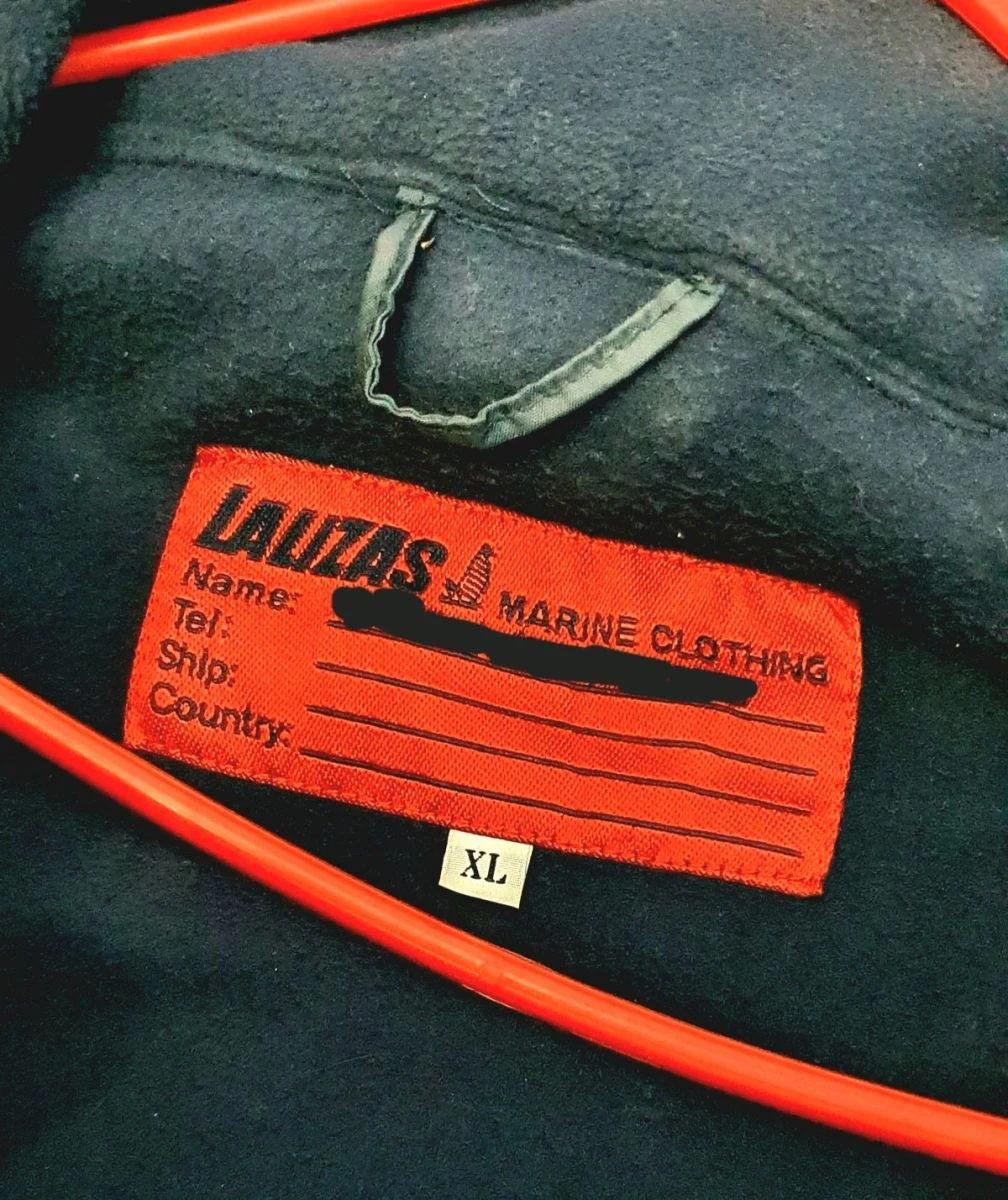 LALIZAS MARINE CLOTHING
Name:
Tel:
Ship:
Country:
XL